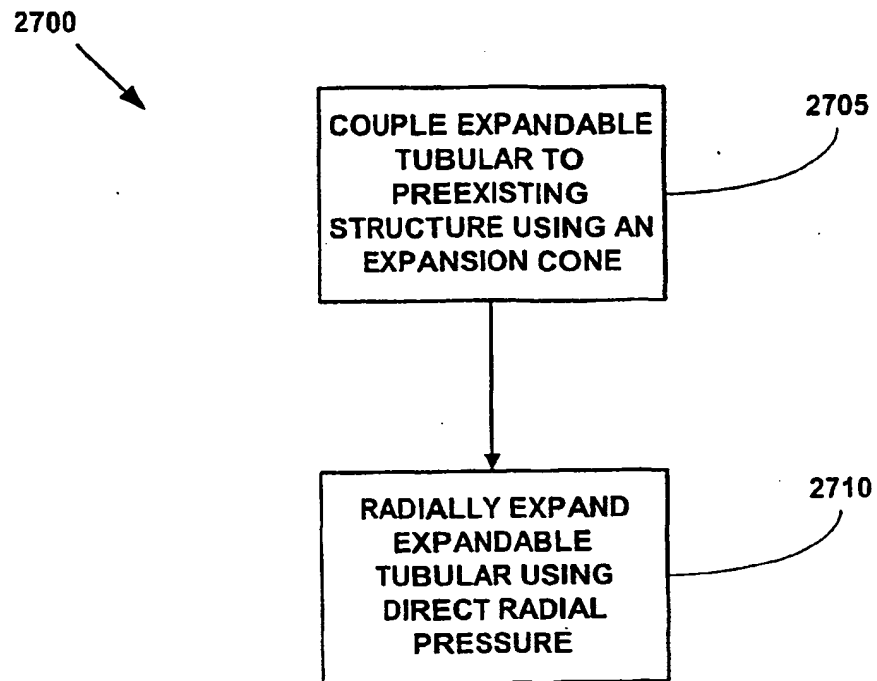 2700
2705
COUPLE EXPANDABLE
TUBULAR TO
PREEXISTING
STRUCTURE USING AN
EXPANSION CONE
2710
RADIALLY EXPAND
EXPANDABLE
TUBULAR USING
DIRECT RADIAL
PRESSURE